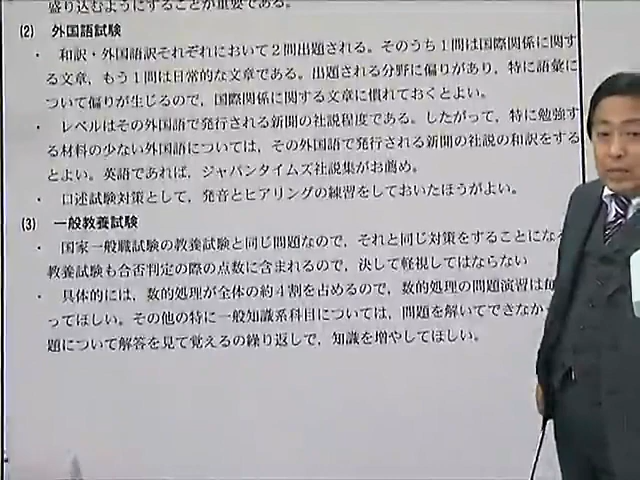 盛り込むようにすることが重要である。
(2) 外国語試験
・ 和訳・外国語訳それぞれにおいて2問出題される。そのうち1問は国際関係に関す
る文章，もう1問は日常的な文章である。出題される分野に偏りがあり，特に語彙に
ついて偏りが生じるので，国際関係に関する文章に慣れておくとよい。
・ レベルはその外国語で発行される新聞の社説程度である。したがって，特に勉強す
る材料の少ない外国語については，その外国語で発行される新聞の社説の和訳をする
とよい。英語であれば，ジャパンタイムズ社説集がお薦め。
・ 口述試験対策として，発音とヒアリングの練習をしておいたほうがよい。
(3) 一般教養試験
・ 国家一般職試験の教養試験と同じ問題なので，それと同じ対策をすることにな
教養試験も合否判定の際の点数に含まれるので，決して軽視してはならない
・ 具体的には，数的処理が全体の約4割を占めるので，数的処理の問題演習は
ってほしい。その他の特に一般知識系科目については，問題を解いてできなか
題について解答を見て覚えるの繰り返しで，知識を増やしてほしい。